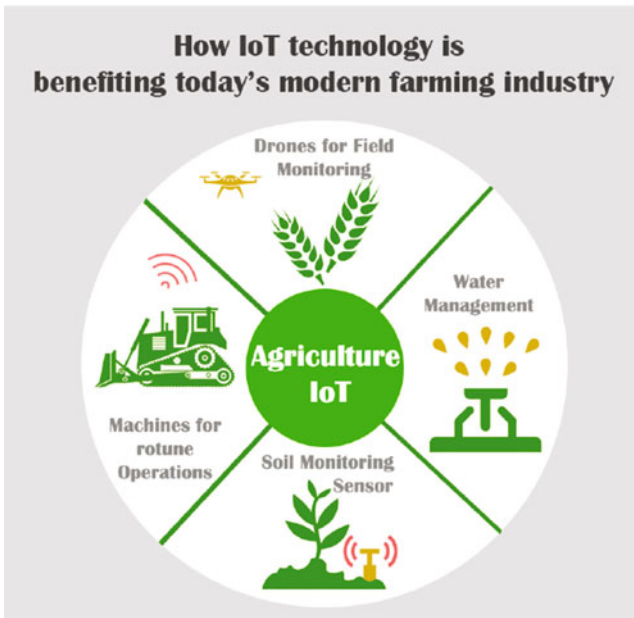 How IoT technology is
benefiting today's modern farming industry
Drones for Field
Monitoring
Water
Management
Agriculture
IoT
Machines for
rotune
Operations
Soil Monitoring
Sensor